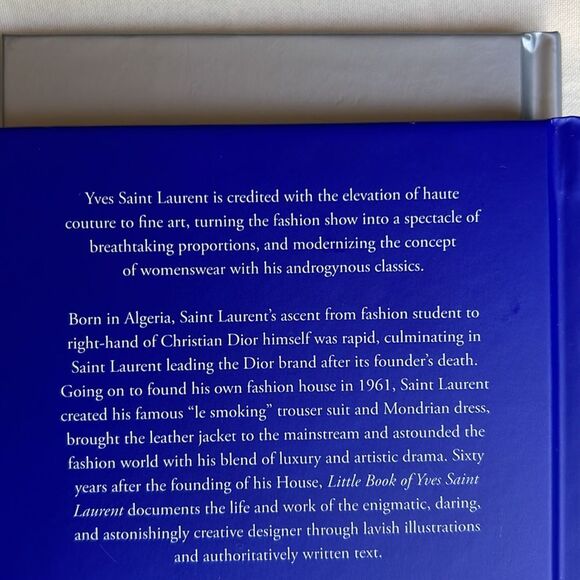 Yves Saint Laurent is credited with the elevation of haute
couture to fine art, turning the fashion show into a spectacle of
breathtaking proportions, and modernizing the concept
of womenswear with his androgynous classics.
Born in Algeria, Saint Laurent's ascent from fashion student to
right-hand of Christian Dior himself was rapid, culminating in
Saint Laurent leading the Dior brand after its founder's death.
Going on to found his own fashion house in 1961, Saint Laurent
created his famous “le smoking” trouser suit and Mondrian dress,
brought the leather jacket to the mainstream and astounded the
fashion world with his blend of luxury and artistic drama. Sixty
years after the founding of his House, Little Book of Yves Saint
Laurent documents the life and work of the enigmatic, daring,
and astonishingly creative designer through lavish illustrations
and authoritatively written text.